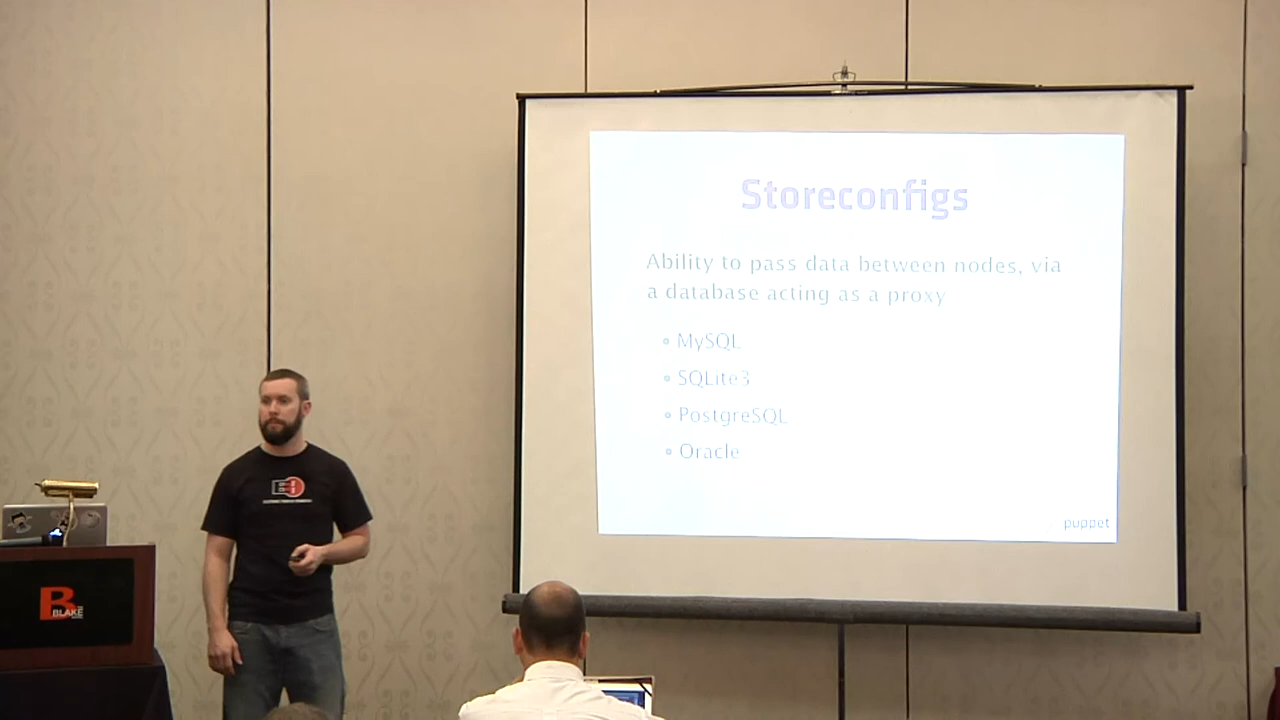 Storeconfigs
Ability to pass data between nodes, via
a database acting as a proxy
MySQL
SQLite3
PostgreSQL
Oracle
puppet
B
BLAKE